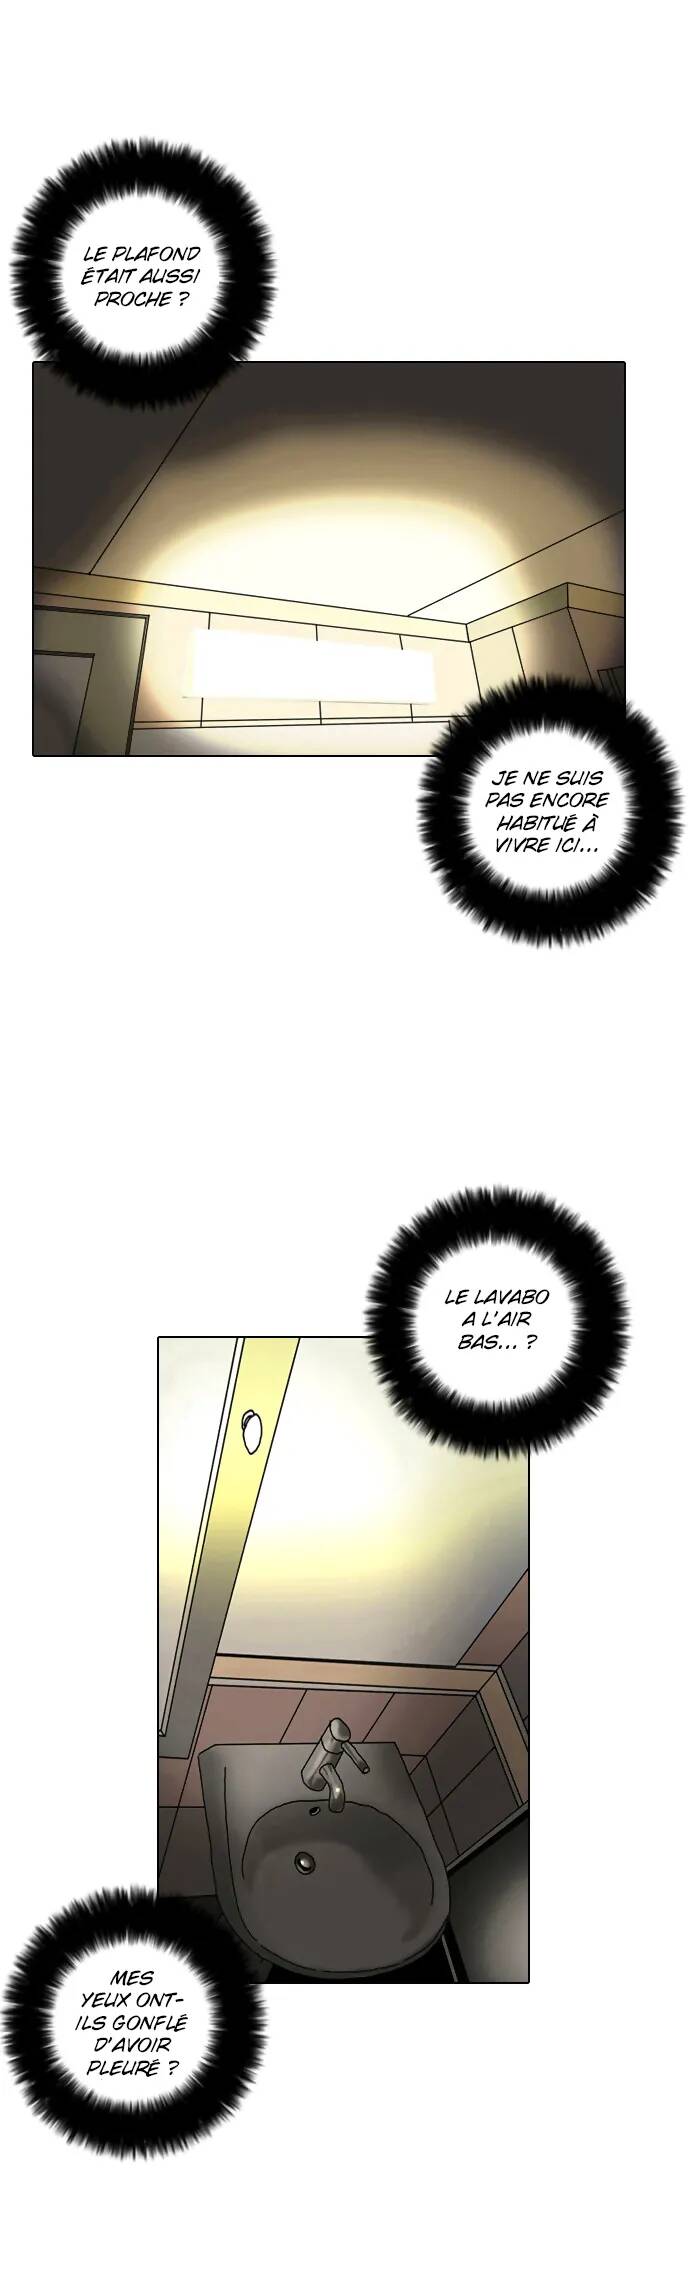 LE PLAFOND
ÉTAIT AUSSI
PROCHE ?
JE NE SUIS
PAS ENCORE
HABITUÉ À
VIVRE ICI...
LE LAVABO
A L'AIR
BAS... ?
MES
YEUX ONT-
ILS GONFLÉ
D'AVOIR
PLEURÉ ?